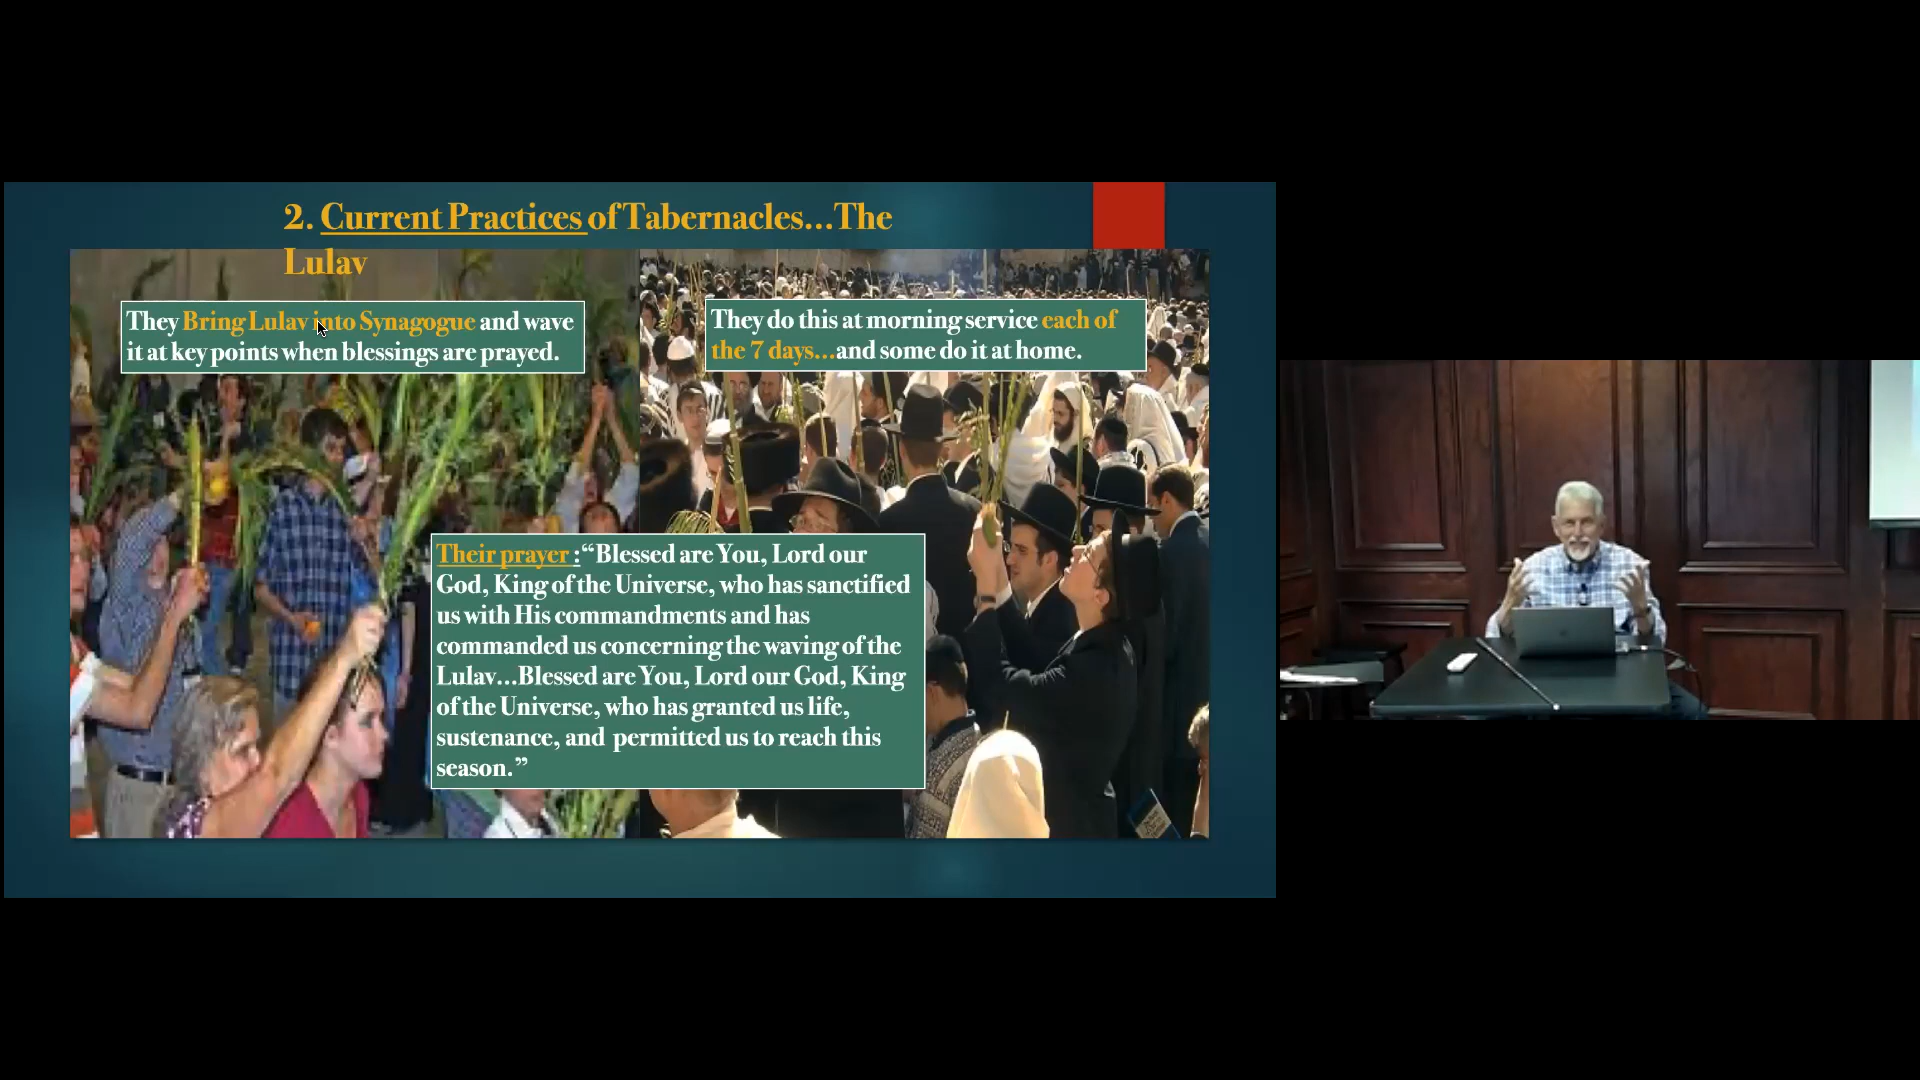 2. Current Practices of Tabernacles...The
Lulav
They Bring Lulav into Synagogue and wave
it at key points when blessings are prayed.
They do this at morning service each of
the 7 days...and some do it at home.
Their prayer :“Blessed are You, Lord our
God, King of the Universe, who has sanctified
us with His commandments and has
commanded us concerning the waving of the
Lulav...Blessed are You, Lord our God, King
of the Universe, who has granted us life,
sustenance, and permitted us to reach this
season.”